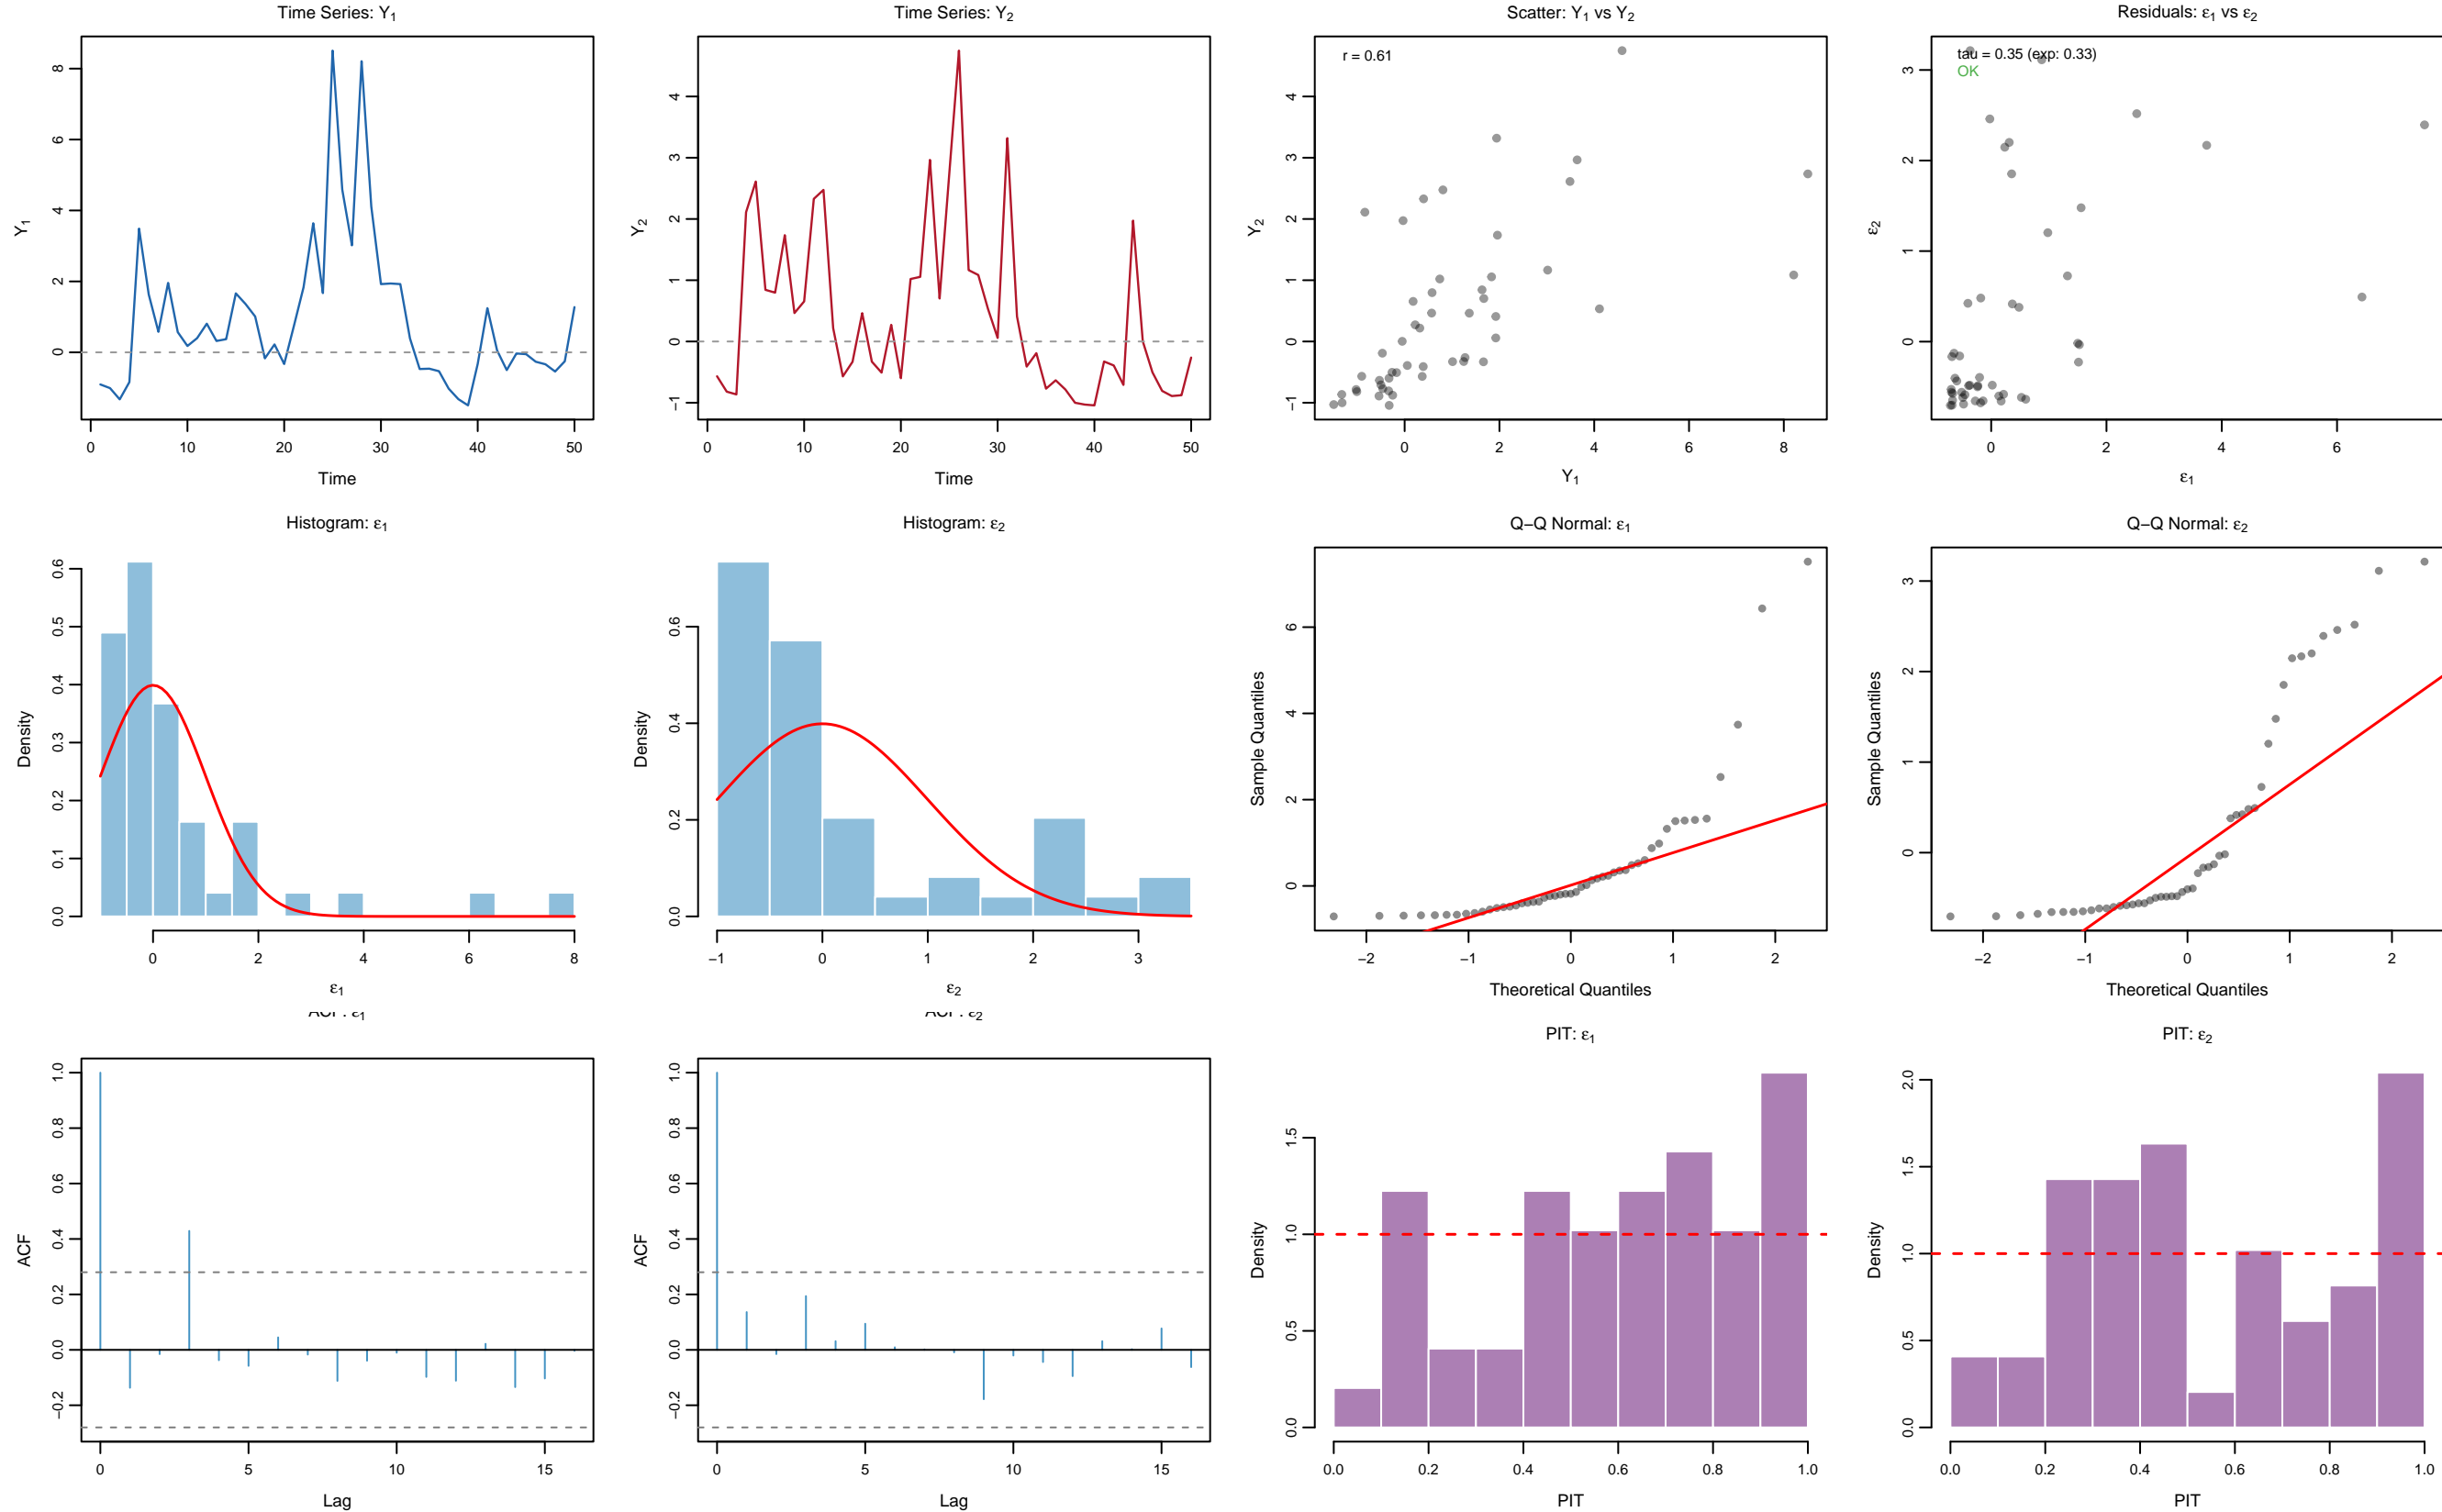 Time Series: Y1
Time Series: Y2
Scatter: Y1 vs Y2
Residuals: ε1 vs ε2
Y1
8
6
4
2
0
0 10 20 30 40 50
Time
Y2
4
3
2
1
0
−1
0 10 20 30 40 50
Time
r = 0.61
Y2
4
3
2
1
0
−1
0 2 4 6 8
Y1
tau = 0.35 (exp: 0.33)
OK
ε2
3
2
1
0
0 2 4 6
ε1
Histogram: ε1
Histogram: ε2
Q−Q Normal: ε1
Q−Q Normal: ε2
Density
0.6
0.5
0.4
0.3
0.2
0.1
0.0
0 2 4 6 8
ε1
Density
0.6
0.4
0.2
0.0
−1 0 1 2 3
ε2
Sample Quantiles
6
4
2
0
−2 −1 0 1 2
Theoretical Quantiles
Sample Quantiles
3
2
1
0
−2 −1 0 1 2
Theoretical Quantiles
ACF: ε1
ACF: ε2
PIT: ε1
PIT: ε2
ACF
1.0
0.8
0.6
0.4
0.2
0.0
−0.2
0 5 10 15
Lag
ACF
1.0
0.8
0.6
0.4
0.2
0.0
−0.2
0 5 10 15
Lag
Density
1.5
1.0
0.5
0.0
0.0 0.2 0.4 0.6 0.8 1.0
PIT
Density
2.0
1.5
1.0
0.5
0.0
0.0 0.2 0.4 0.6 0.8 1.0
PIT